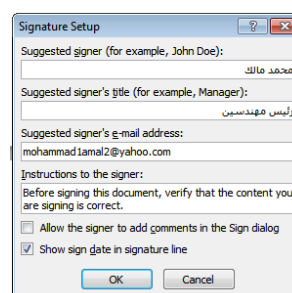 Signature Setup
Suggested signer (for example, John Doe):
محمد مالك
Suggested signer's title (for example, Manager):
رئيس مهندسين
Suggested signer's e-mail address:
mohammad1amal2@yahoo.com
Instructions to the signer:
Before signing this document, verify that the content you
are signing is correct.
Allow the signer to add comments in the Sign dialog
Show sign date in signature line
OK Cancel